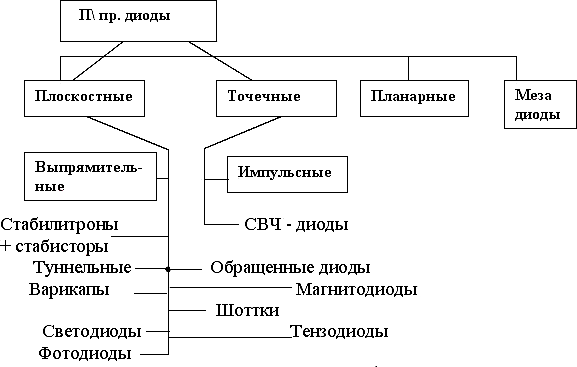 П\ пр. диоды
Плоскостные
Точечные
Планарные
Меза
диоды
Выпрямитель-
ные
Импульсные
Стабилитроны
+ стабисторы
СВЧ - диоды
Туннельные
Обращенные диоды
Варикапы
Магнитодиоды
Шоттки
Светодиоды
Тензодиоды
Фотодиоды